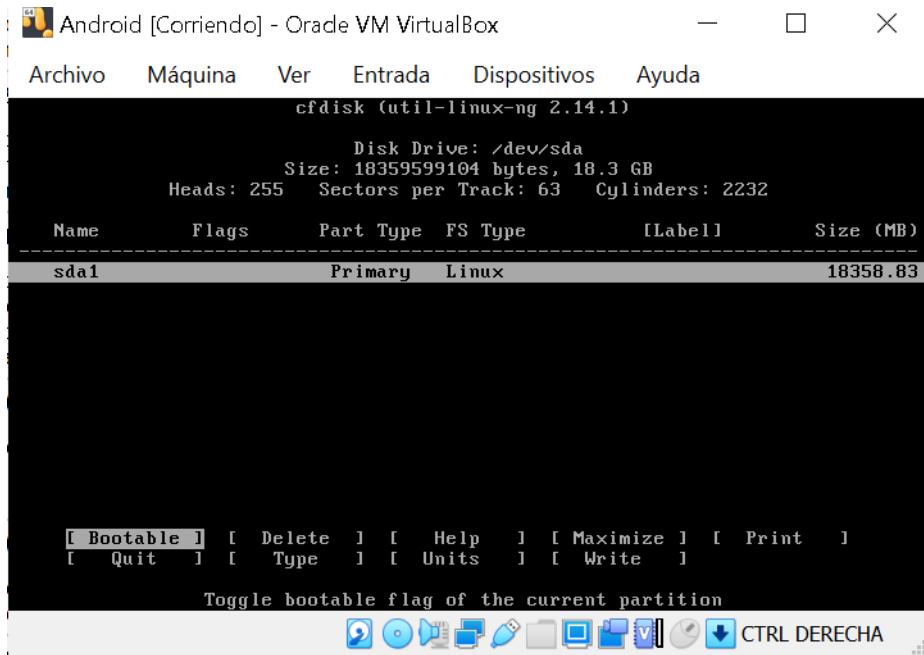 Android [Corriendo] - Oracle VM VirtualBox
Archivo Máquina Ver Entrada Dispositivos Ayuda
cfdisk (util-linux-ng 2.14.1)
Disk Drive: /dev/sda
Size: 18359599104 bytes, 18.3 GB
Heads: 255 Sectors per Track: 63 Cylinders: 2232
Name Flags Part Type FS Type [Label] Size (MB)
sda1 Primary Linux 18358.83
[ Bootable ] [ Delete ] [ Help ] [ Maximize ] [ Print ]
[ Quit ] [ Type ] [ Units ] [ Write ]
Toggle bootable flag of the current partition
CTRL DERECHA